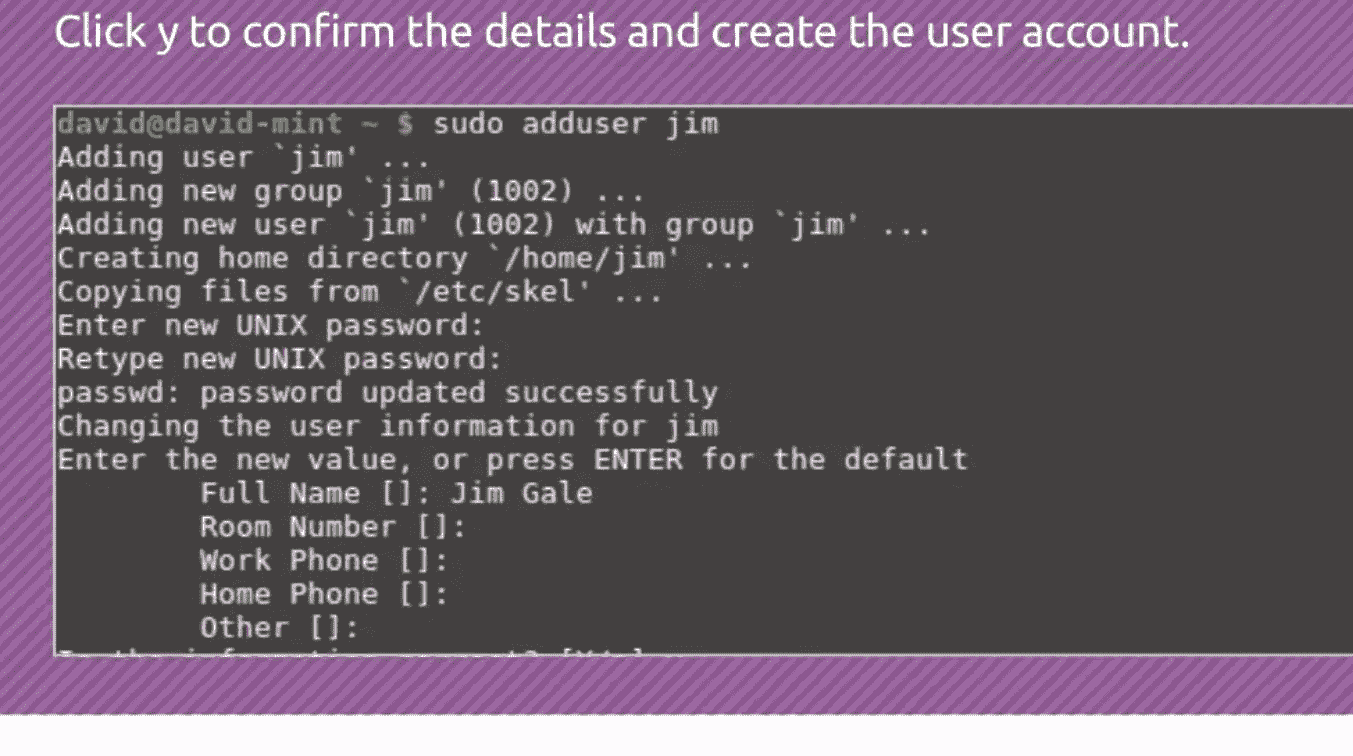 Click y to confirm the details and create the user account.
david@david-mint ~ $ sudo adduser jim
Adding user `jim' ...
Adding new group `jim' (1002) ...
Adding new user `jim' (1002) with group `jim' ...
Creating home directory `/home/jim' ...
Copying files from `/etc/skel' ...
Enter new UNIX password:
Retype new UNIX password:
passwd: password updated successfully
Changing the user information for jim
Enter the new value, or press ENTER for the default
Full Name []: Jim Gale
Room Number []:
Work Phone []:
Home Phone []:
Other []: